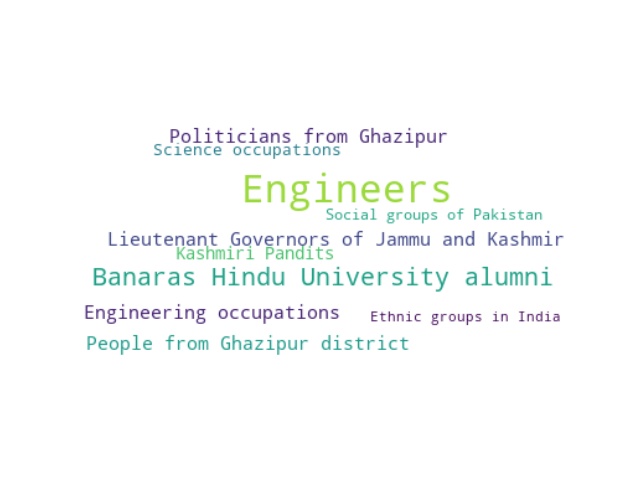 Politicians from Ghazipur
Science occupations
Engineers
Social groups of Pakistan
Lieutenant Governors of Jammu and Kashmir
Kashmiri Pandits
Banaras Hindu University alumni
Engineering occupations
Ethnic groups in India
People from Ghazipur district